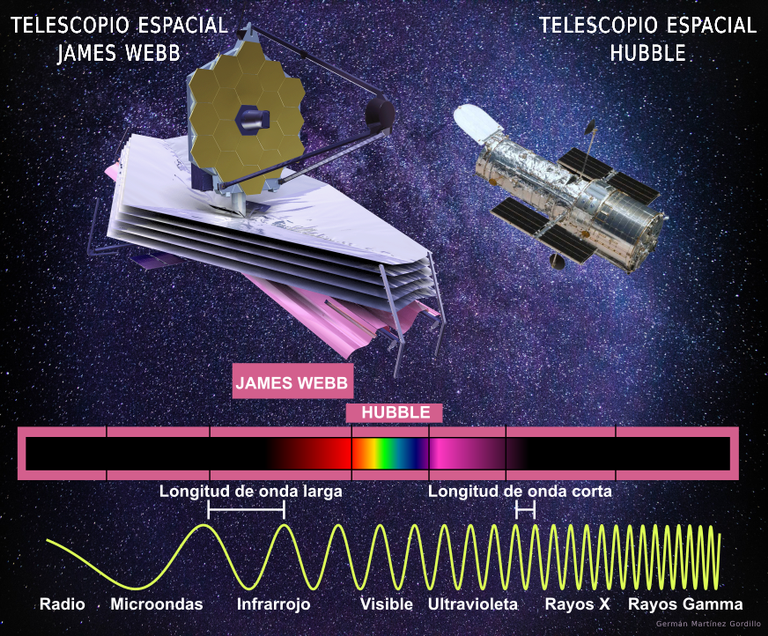 TELESCOPIO ESPACIAL
JAMES WEBB
TELESCOPIO ESPACIAL
HUBBLE
JAMES WEBB
HUBBLE
Longitud de onda larga
Longitud de onda corta
Radio
Microondas
Infrarrojo
Visible
Ultravioleta
Rayos X
Rayos Gamma
Germán Martínez Gordillo